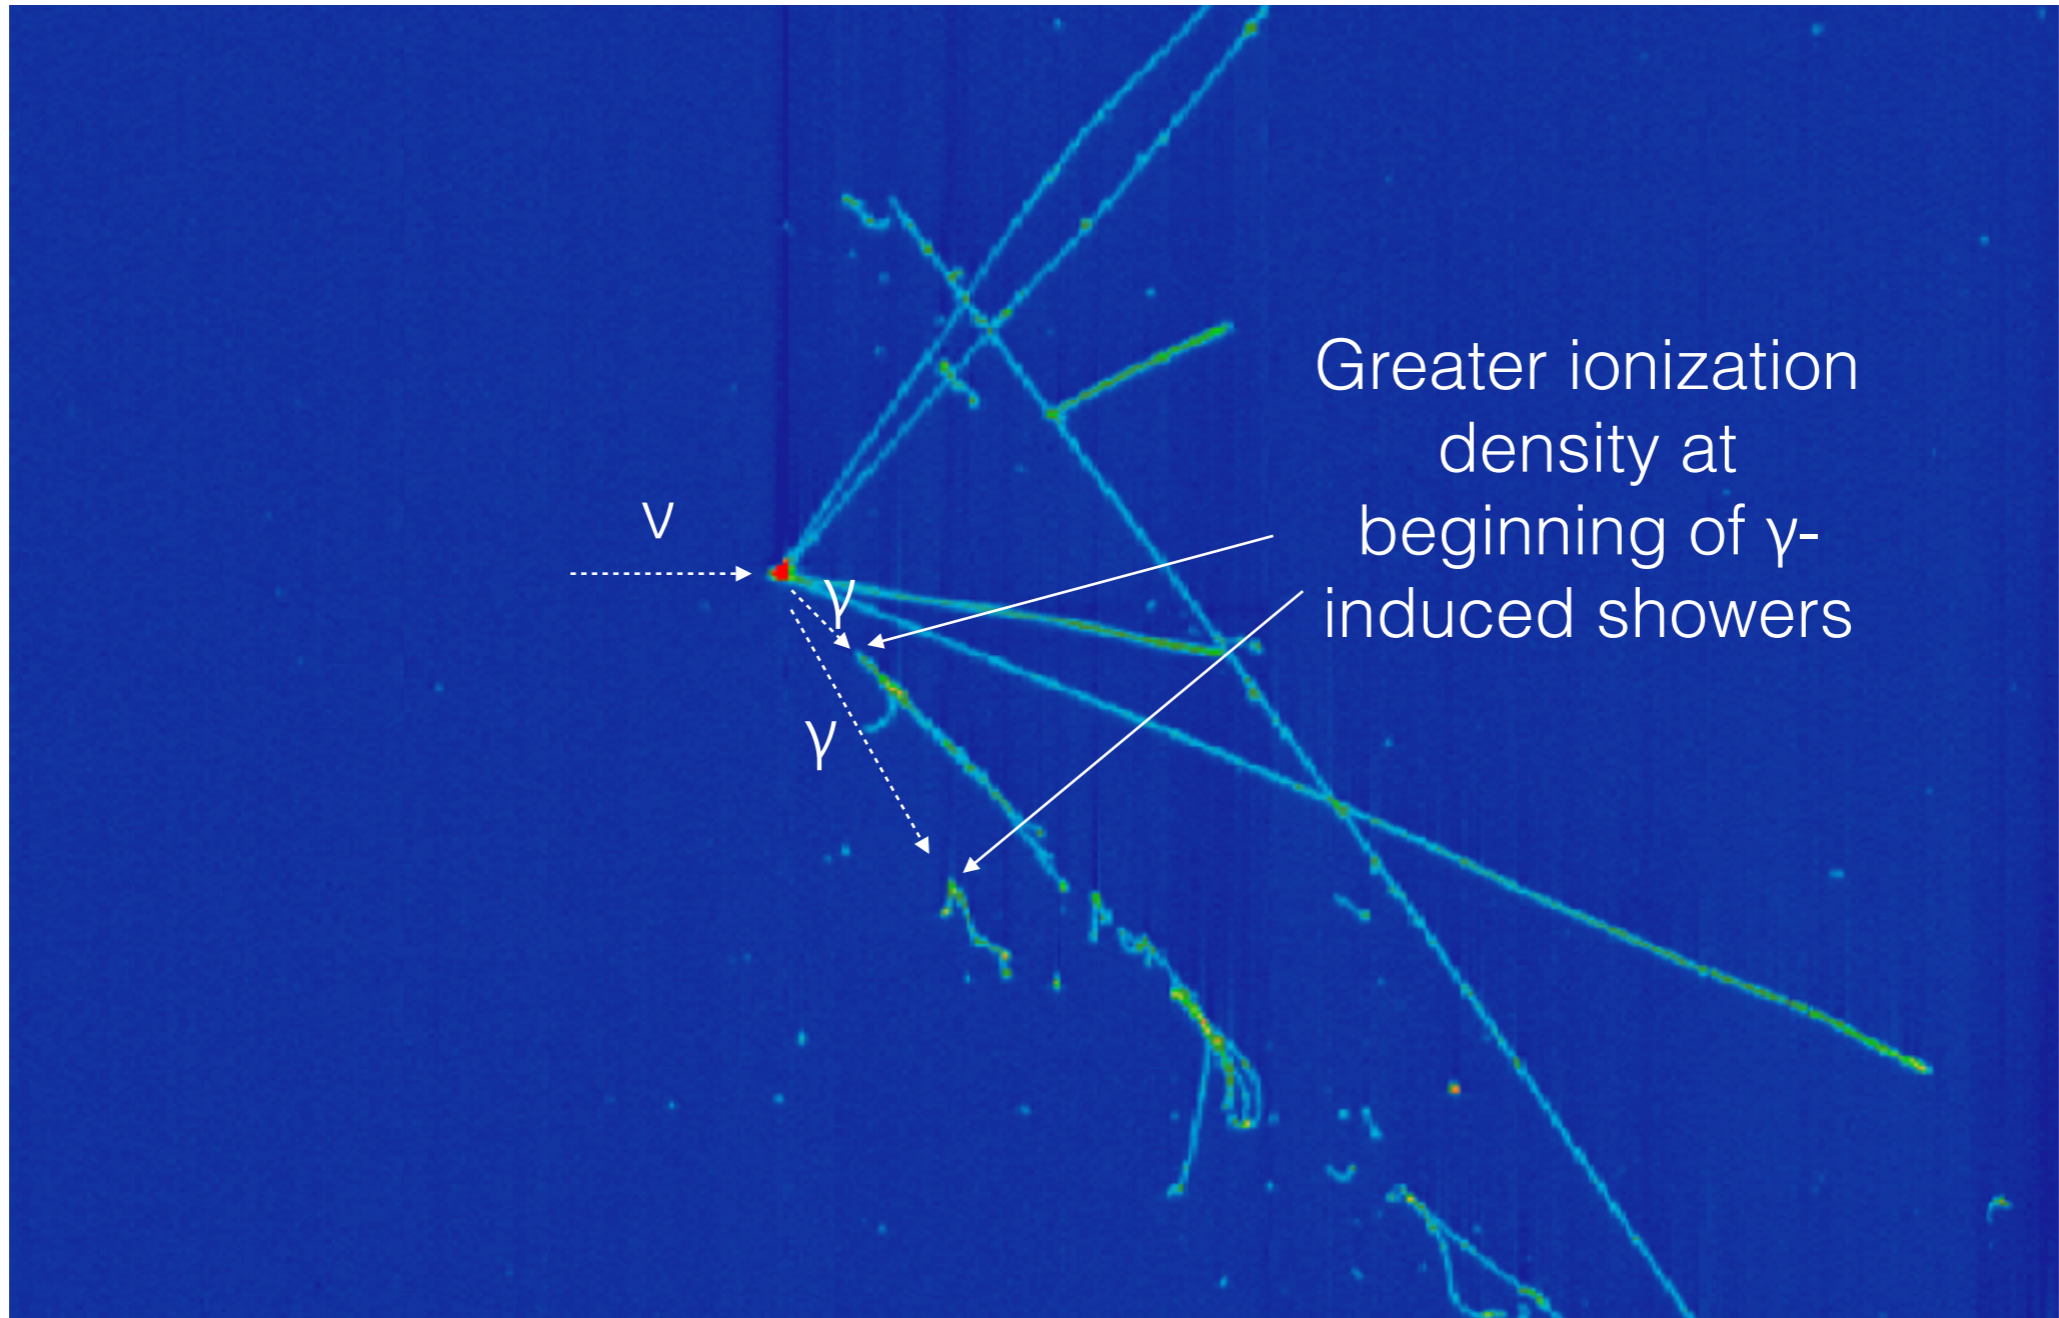 Greater ionization
density at
beginning of γ-
induced showers
ν
γ
γ